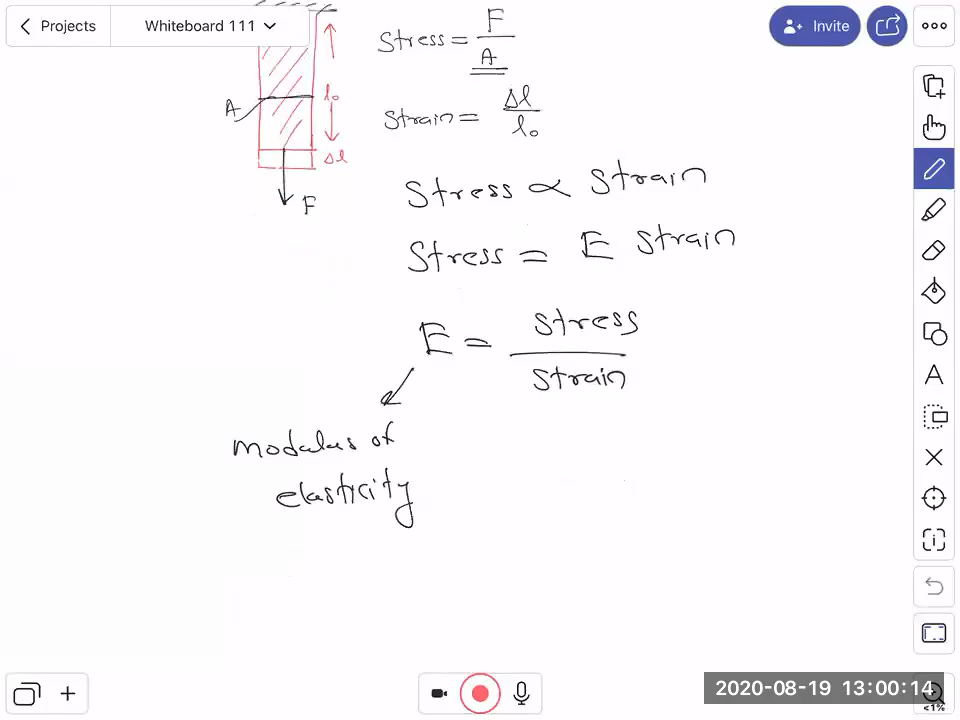 Projects
Whiteboard 111
Invite
Stress = F / A
A
l₀
Strain = Δl / l₀
Δl
F
Stress ∝ Strain
Stress = E Strain
E = Stress / Strain
modulus of
elasticity
A
2020-08-19 13:00:14
<1%